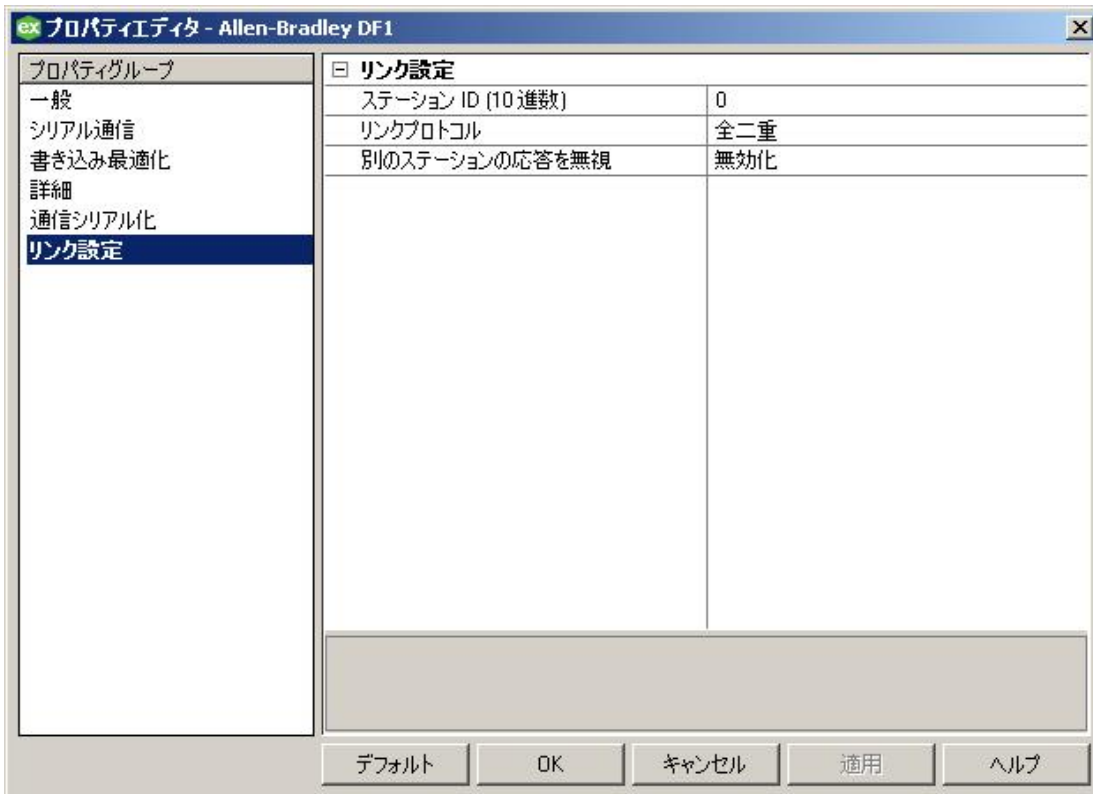 ex プロパティエディタ - Allen-Bradley DF1
プロパティグループ
一般
シリアル通信
書き込み最適化
詳細
通信シリアル化
リンク設定
リンク設定
ステーション ID (10 進数) 0
リンクプロトコル 全二重
別のステーションの応答を無視 無効化
デフォルト OK キャンセル 適用 ヘルプ